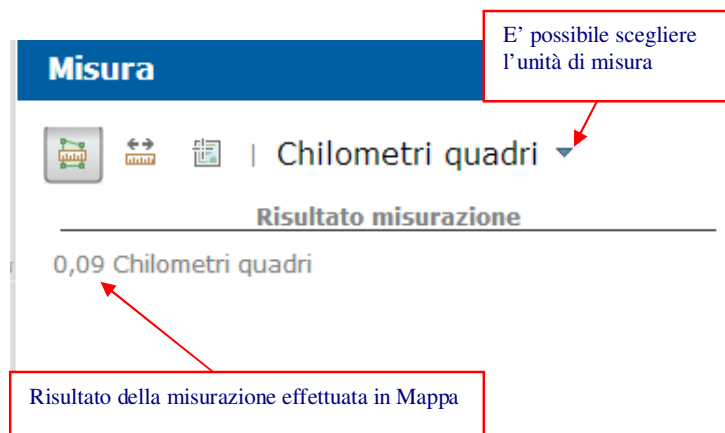 E’ possibile scegliere
l’unità di misura
Misura
| Chilometri quadri
Risultato misurazione
0,09 Chilometri quadri
Risultato della misurazione effettuata in Mappa